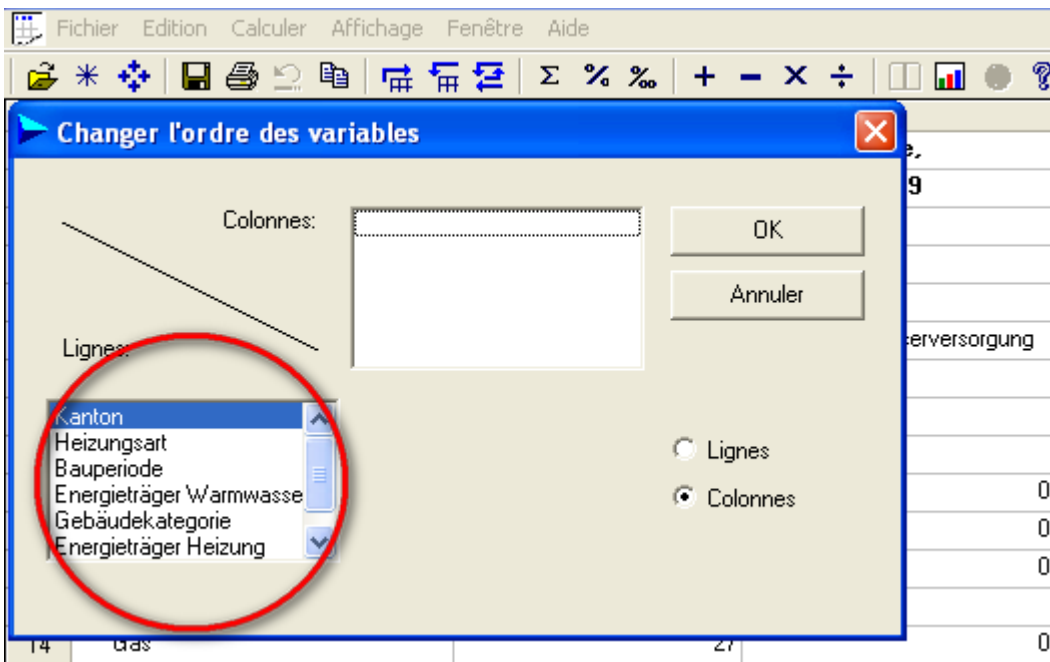 Fichier Edition Calculer Affichage Fenêtre Aide
Σ % ‰ + - × ÷ ?
Changer l'ordre des variables
e,
9
Colonnes:
OK
Annuler
Lignes:
erversorgung
Kanton
Heizungsart
Bauperiode
Energieträger Warmwasse
Gebäudekategorie
Energieträger Heizung
Lignes
Colonnes
0
0
0
14 Gas 27 0